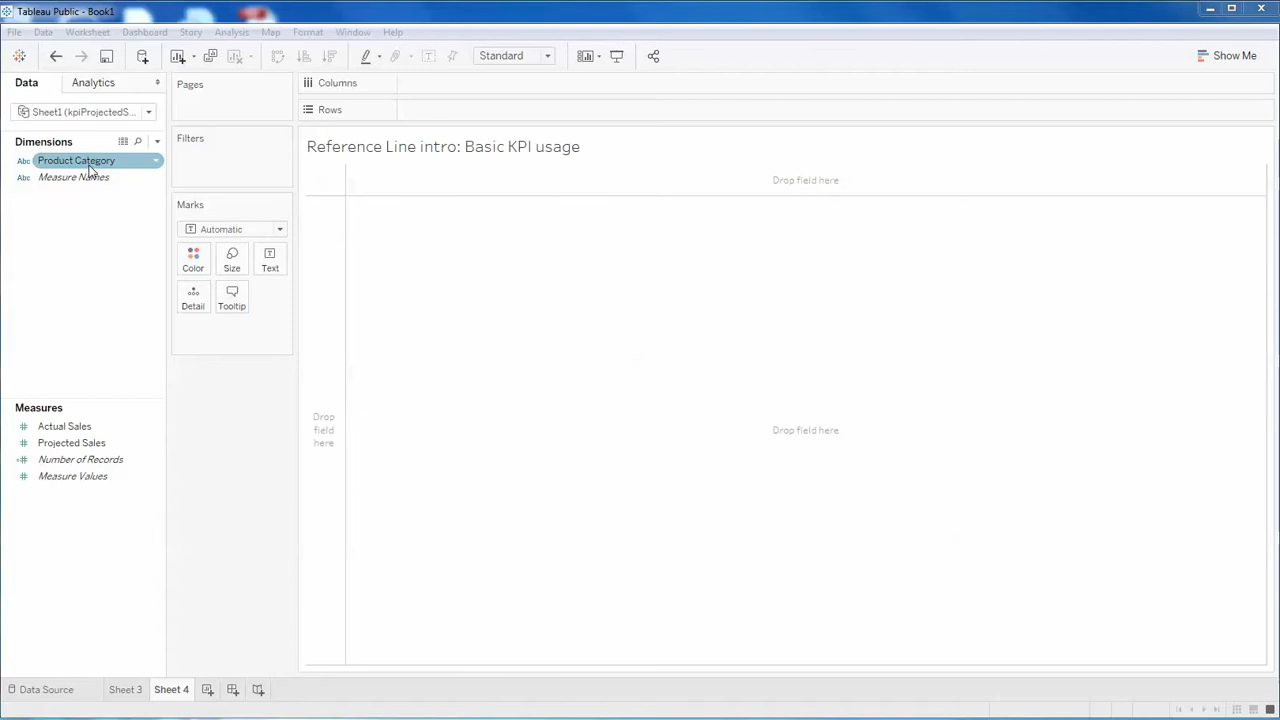 Tableau Public - Book1
File Data Worksheet Dashboard Story Analysis Map Format Window Help
Standard
Show Me
Data Analytics
Sheet1 (kpiProjectedS...
Dimensions
Abc Product Category
Abc Measure Names
Measures
Actual Sales
Projected Sales
Number of Records
Measure Values
Pages
Filters
Marks
Automatic
Color Size Text
Detail Tooltip
Columns
Rows
Reference Line intro: Basic KPI usage
Drop field here
Drop
field
here
Drop field here
Data Source Sheet 3 Sheet 4